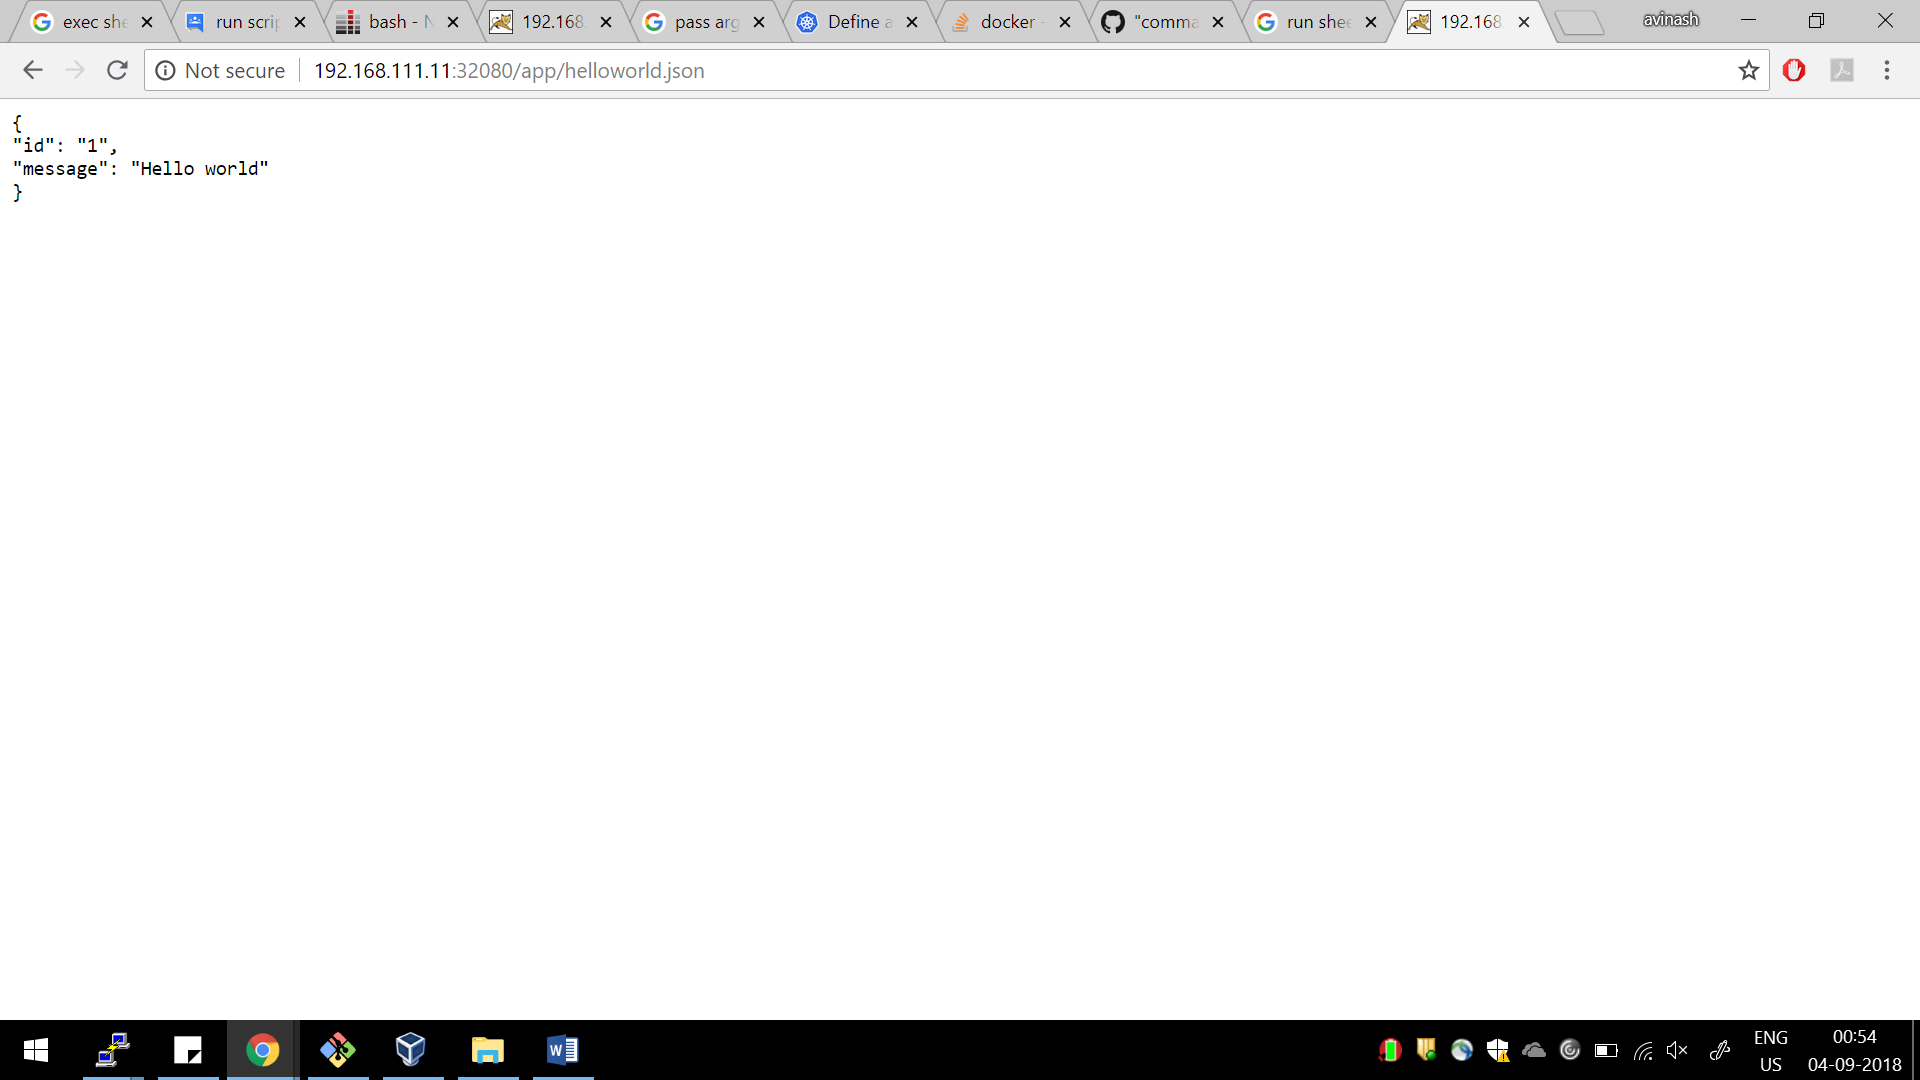 exec she
run scrip
bash - N
192.168.
pass arg
Define a
docker -
"comma
run shee
192.168.
avinash
Not secure
192.168.111.11:32080/app/helloworld.json
{
"id": "1",
"message": "Hello world"
}
ENG
US
00:54
04-09-2018